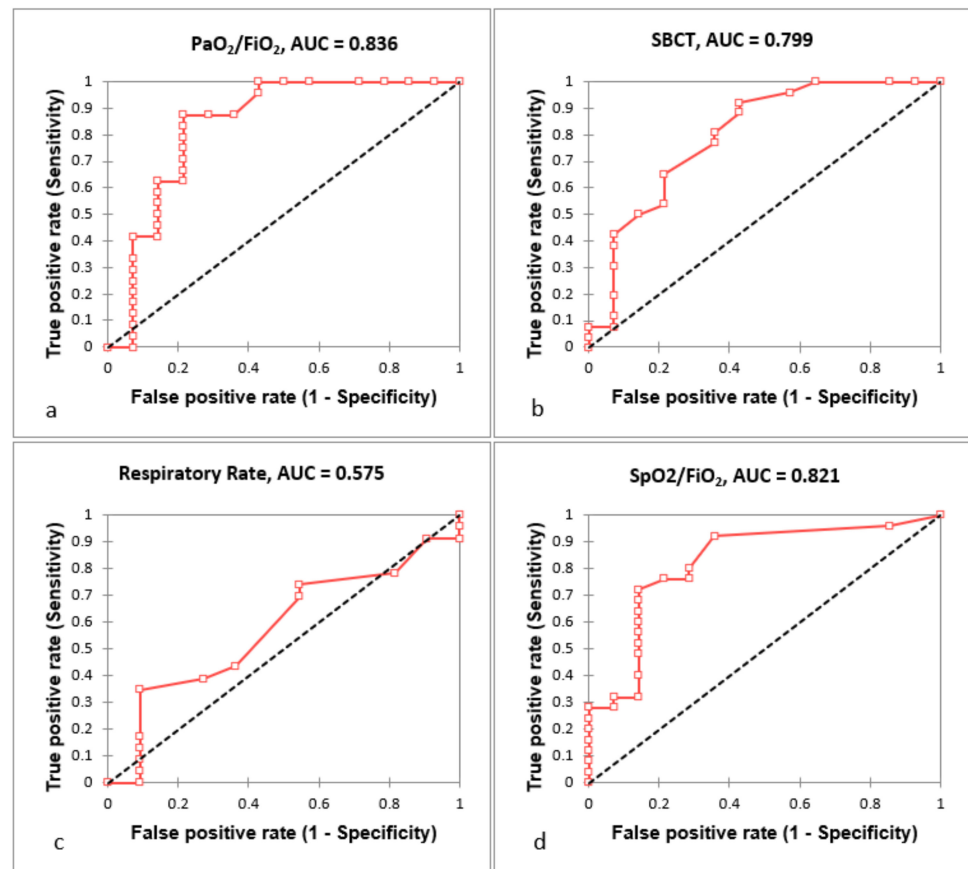 PaO₂/FiO₂, AUC = 0.836
True positive rate (Sensitivity)
1
0.9
0.8
0.7
0.6
0.5
0.4
0.3
0.2
0.1
0
0 0.2 0.4 0.6 0.8 1
False positive rate (1 - Specificity)
a
SBCT, AUC = 0.799
True positive rate (Sensitivity)
1
0.9
0.8
0.7
0.6
0.5
0.4
0.3
0.2
0.1
0
0 0.2 0.4 0.6 0.8 1
False positive rate (1 - Specificity)
b
Respiratory Rate, AUC = 0.575
True positive rate (Sensitivity)
1
0.9
0.8
0.7
0.6
0.5
0.4
0.3
0.2
0.1
0
0 0.2 0.4 0.6 0.8 1
False positive rate (1 - Specificity)
c
SpO2/FiO₂, AUC = 0.821
True positive rate (Sensitivity)
1
0.9
0.8
0.7
0.6
0.5
0.4
0.3
0.2
0.1
0
0 0.2 0.4 0.6 0.8 1
False positive rate (1 - Specificity)
d